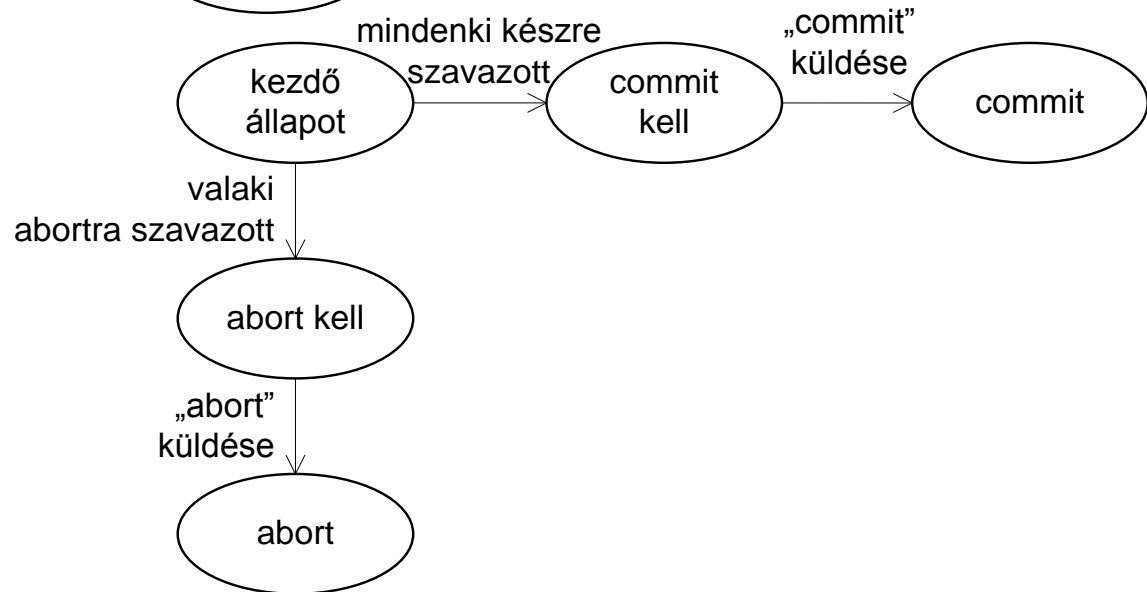 mindenki készre
szavazott
„commit”
küldése
kezdő
állapot
commit
kell
commit
valaki
abortra szavazott
abort kell
„abort”
küldése
abort